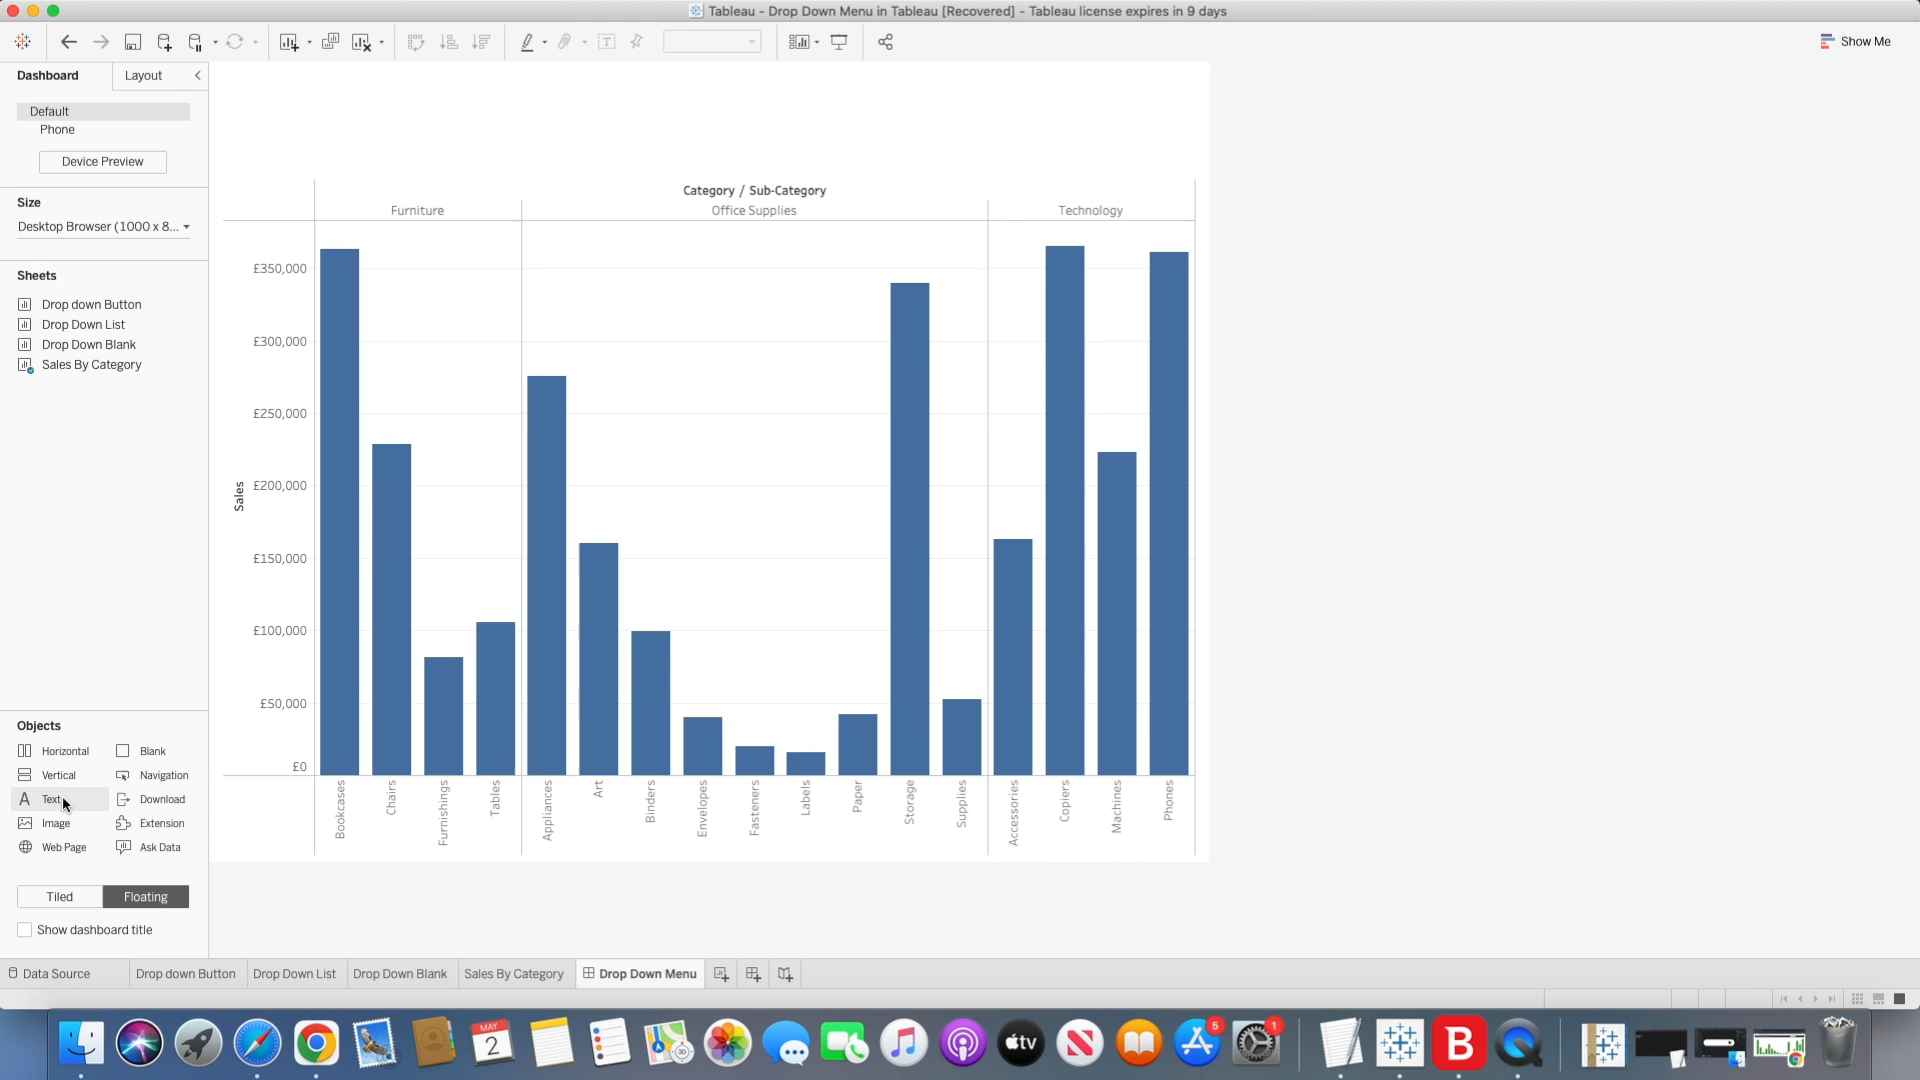 Tableau - Drop Down Menu in Tableau [Recovered] - Tableau license expires in 9 days
Show Me
Dashboard
Layout
Default
Phone
Device Preview
Size
Desktop Browser (1000 x 8...
Sheets
Drop down Button
Drop Down List
Drop Down Blank
Sales By Category
Category / Sub-Category
Furniture
Office Supplies
Technology
Sales
£350,000
£300,000
£250,000
£200,000
£150,000
£100,000
£50,000
£0
Bookcases
Chairs
Furnishings
Tables
Appliances
Art
Binders
Envelopes
Fasteners
Labels
Paper
Storage
Supplies
Accessories
Copiers
Machines
Phones
Objects
Horizontal
Blank
Vertical
Navigation
A Text
Download
Image
Extension
Web Page
Ask Data
Tiled
Floating
Show dashboard title
Data Source
Drop down Button
Drop Down List
Drop Down Blank
Sales By Category
Drop Down Menu
MAY
2
3D
tv
B
5
1